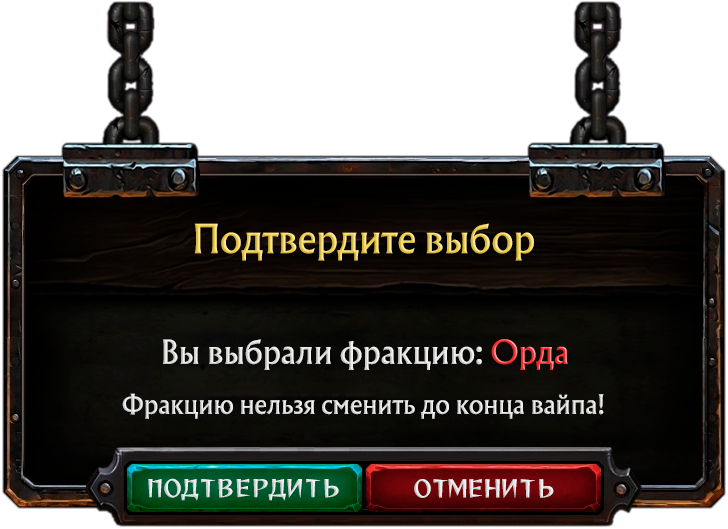 Подтвердите выбор
Вы выбрали фракцию: Орда
Фракцию нельзя сменить до конца вайпа!
ПОДТВЕРДИТЬ
ОТМЕНИТЬ